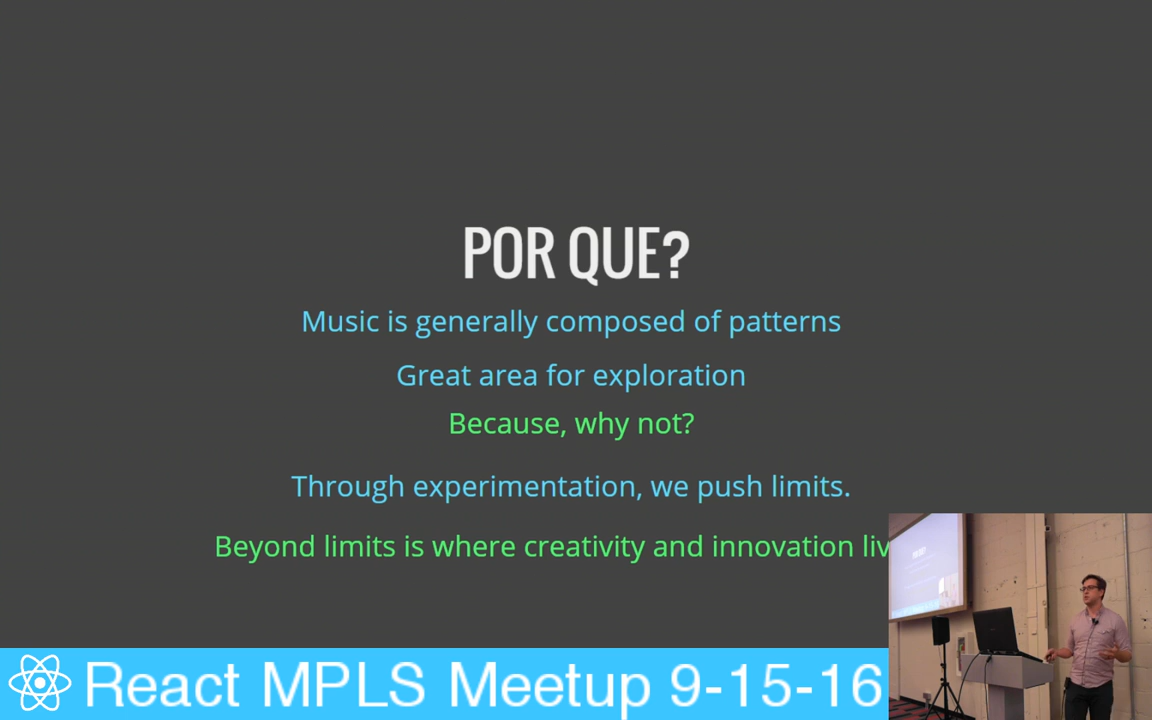 POR QUE?
Music is generally composed of patterns
Great area for exploration
Because, why not?
Through experimentation, we push limits.
Beyond limits is where creativity and innovation liv
React MPLS Meetup 9-15-16